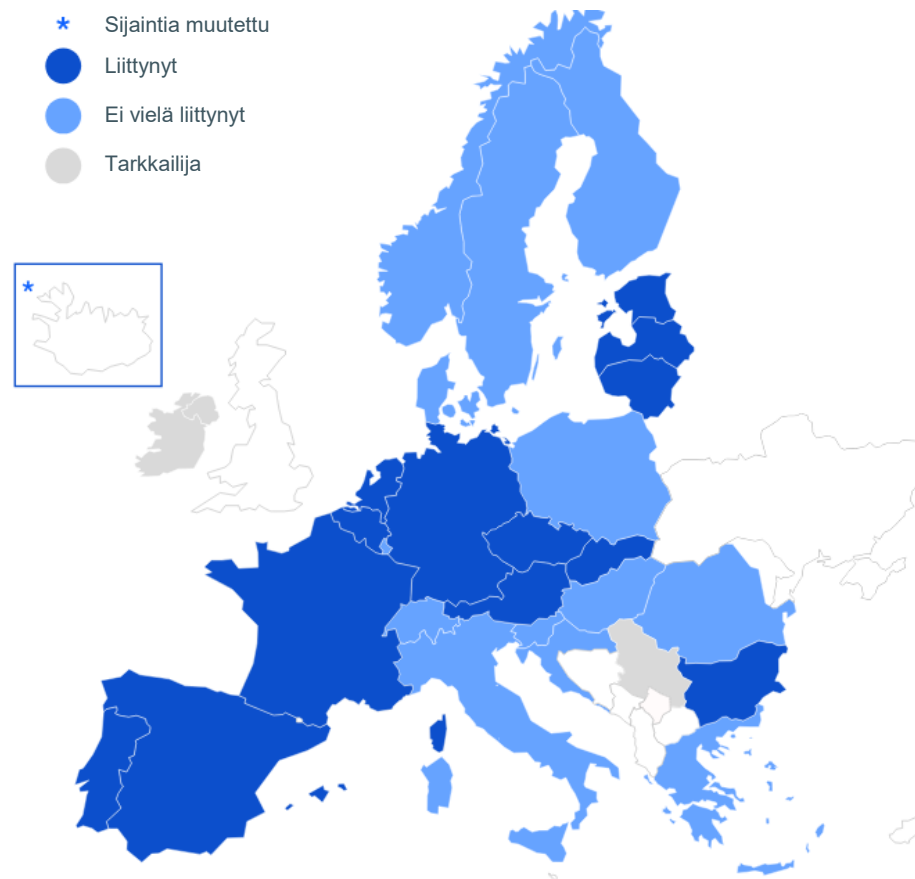 * Sijaintia muutettu
Liittynyt
Ei vielä liittynyt
Tarkkailija
*